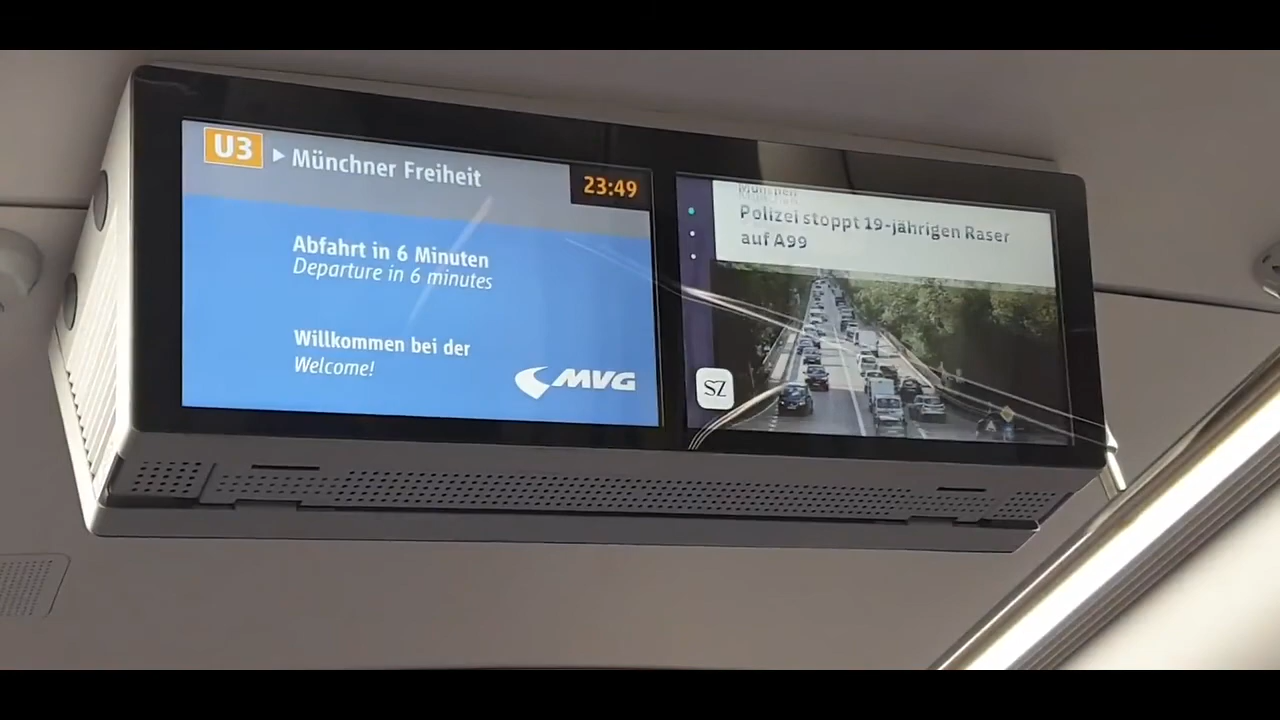 U3 ▶ Münchner Freiheit
23:49
Abfahrt in 6 Minuten
Departure in 6 minutes
Willkommen bei der
Welcome!
MVG
München
Polizei stoppt 19-jährigen Raser
auf A99
SZ